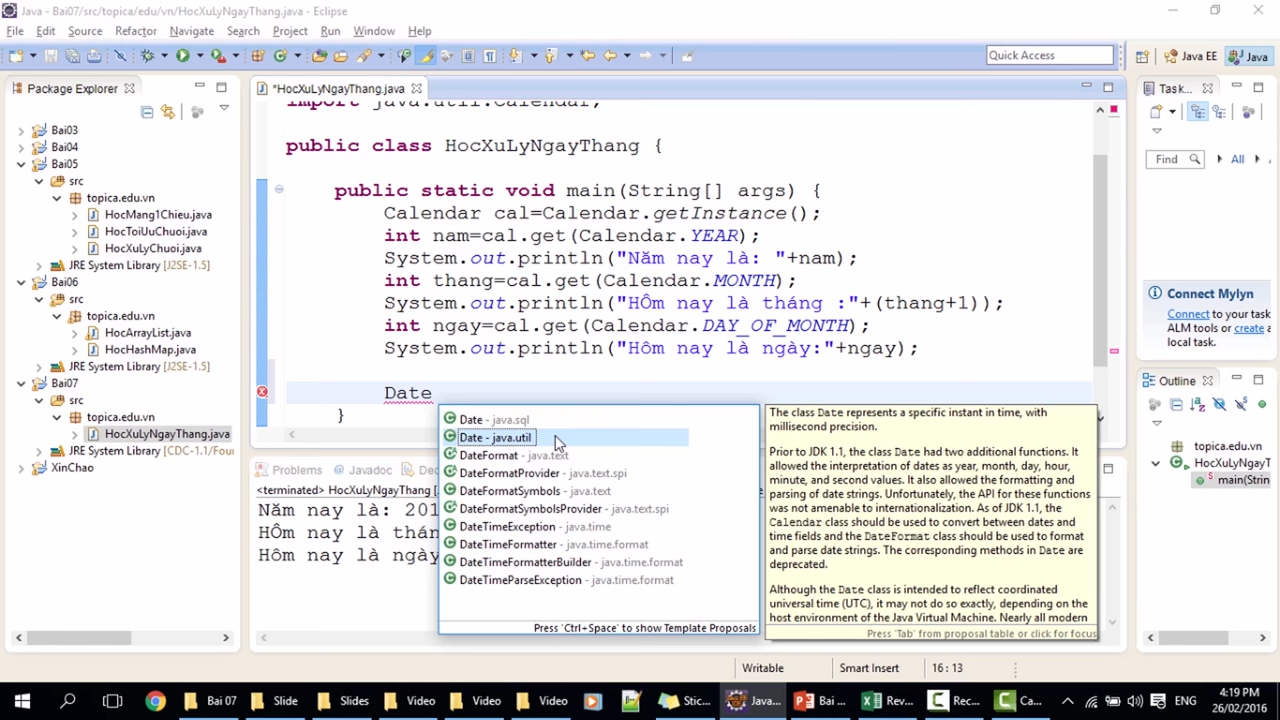 Java - Bai07/src/topica/edu/vn/HocXuLyNgayThang.java - Eclipse
File Edit Source Refactor Navigate Search Project Run Window Help
Quick Access
Java EE
Java
Package Explorer
Bai03
Bai04
Bai05
src
topica.edu.vn
HocMang1Chieu.java
HocToiUuChuoi.java
HocXuLyChuoi.java
JRE System Library [J2SE-1.5]
Bai06
src
topica.edu.vn
HocArrayList.java
HocHashMap.java
JRE System Library [J2SE-1.5]
Bai07
src
topica.edu.vn
HocXuLyNgayThang.java
JRE System Library [CDC-1.1/Four
XinChao
*HocXuLyNgayThang.java
import java.util.Calendar;
public class HocXuLyNgayThang {
public static void main(String[] args) {
Calendar cal=Calendar.getInstance();
int nam=cal.get(Calendar.YEAR);
System.out.println("Năm nay là: "+nam);
int thang=cal.get(Calendar.MONTH);
System.out.println("HÔm nay là tháng :"+(thang+1));
int ngay=cal.get(Calendar.DAY_OF_MONTH);
System.out.println("Hôm nay là ngày:"+ngay);
Date
}
Date - java.sql
Date - java.util
DateFormat - java.text
DateFormatProvider - java.text.spi
DateFormatSymbols - java.text
DateFormatSymbolsProvider - java.text.spi
DateTimeException - java.time
DateTimeFormatter - java.time.format
DateTimeFormatterBuilder - java.time.format
DateTimeParseException - java.time.format
Press 'Ctrl+Space' to show Template Proposals
The class Date represents a specific instant in time, with
millisecond precision.
Prior to JDK 1.1, the class Date had two additional functions. It
allowed the interpretation of dates as year, month, day, hour,
minute, and second values. It also allowed the formatting and
parsing of date strings. Unfortunately, the API for these functions
was not amenable to internationalization. As of JDK 1.1, the
Calendar class should be used to convert between dates and
time fields and the DateFormat class should be used to format
and parse date strings. The corresponding methods in Date are
deprecated.
Although the Date class is intended to reflect coordinated
universal time (UTC), it may not do so exactly, depending on the
host environment of the Java Virtual Machine. Nearly all modern
Press 'Tab' from proposal table or click for focus
Problems Javadoc Dec
<terminated> HocXuLyNgayThang [
Năm nay là: 201
HÔm nay là thán
Hôm nay là ngày
Task...
Find All
Connect Mylyn
Connect to your task
ALM tools or create a
local task.
Outline
topica.edu.vn
HocXuLyNgayT
main(Strin
Writable Smart Insert 16 : 13
Bai 07 Slide Slides Video Video Video Stic... Java... Bai ... Rev... Rec... Ca... ENG
4:19 PM
26/02/2016